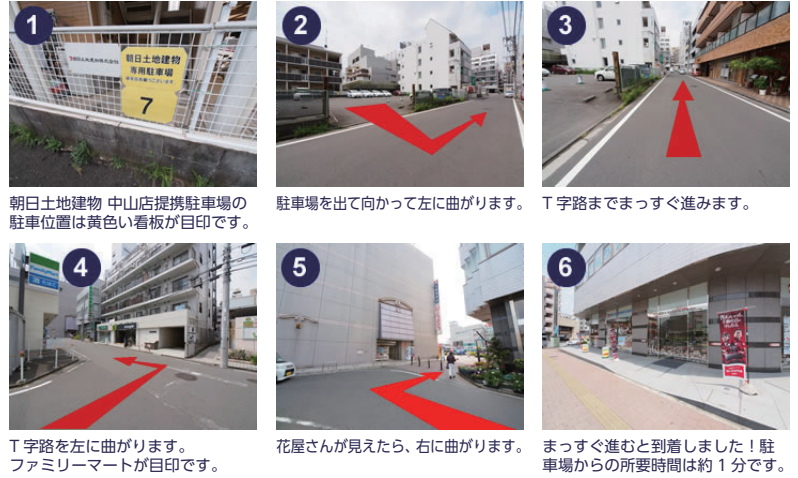 1
朝日土地建物
専用駐車場
7
朝日土地建物 中山店提携駐車場の
駐車位置は黄色い看板が目印です。
2
駐車場を出て向かって左に曲がります。
3
T字路までまっすぐ進みます。
4
FamilyMart
T字路を左に曲がります。
ファミリーマートが目印です。
5
花屋さんが見えたら、右に曲がります。
6
まっすぐ進むと到着しました!駐
車場からの所要時間は約1分です。